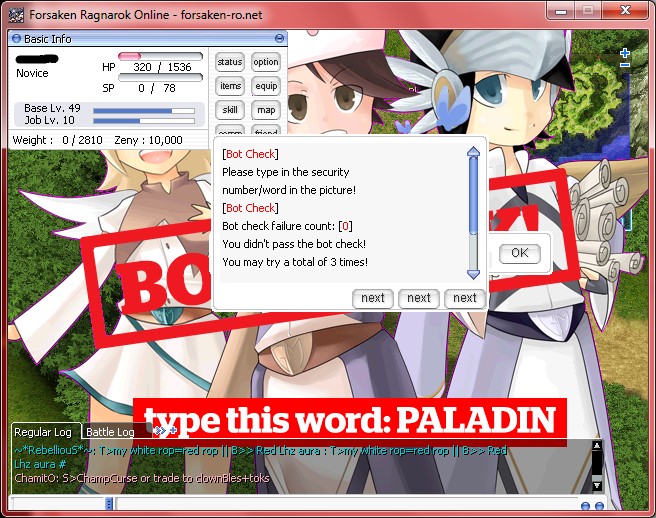 Forsaken Ragnarok Online - forsaken-ro.net
Basic Info
Novice
HP 320 / 1536
SP 0 / 78
Base Lv. 49
Job Lv. 10
Weight : 0 / 2810 Zeny : 10,000
status option
items equip
skill map
friend
[Bot Check]
Please type in the security
number/word in the picture!
[Bot Check]
Bot check failure count: [0]
You didn't pass the bot check!
You may try a total of 3 times!
next next next
OK
BO
type this word: PALADIN
Regular Log Battle Log
~*RebelliouS*~: T>my white rop=red rop || B>> Red Lhz aura : T>my white rop=red rop || B>> Red
Lhz aura #
ChamitO: S>ChampCurse or trade to clownBles+toks